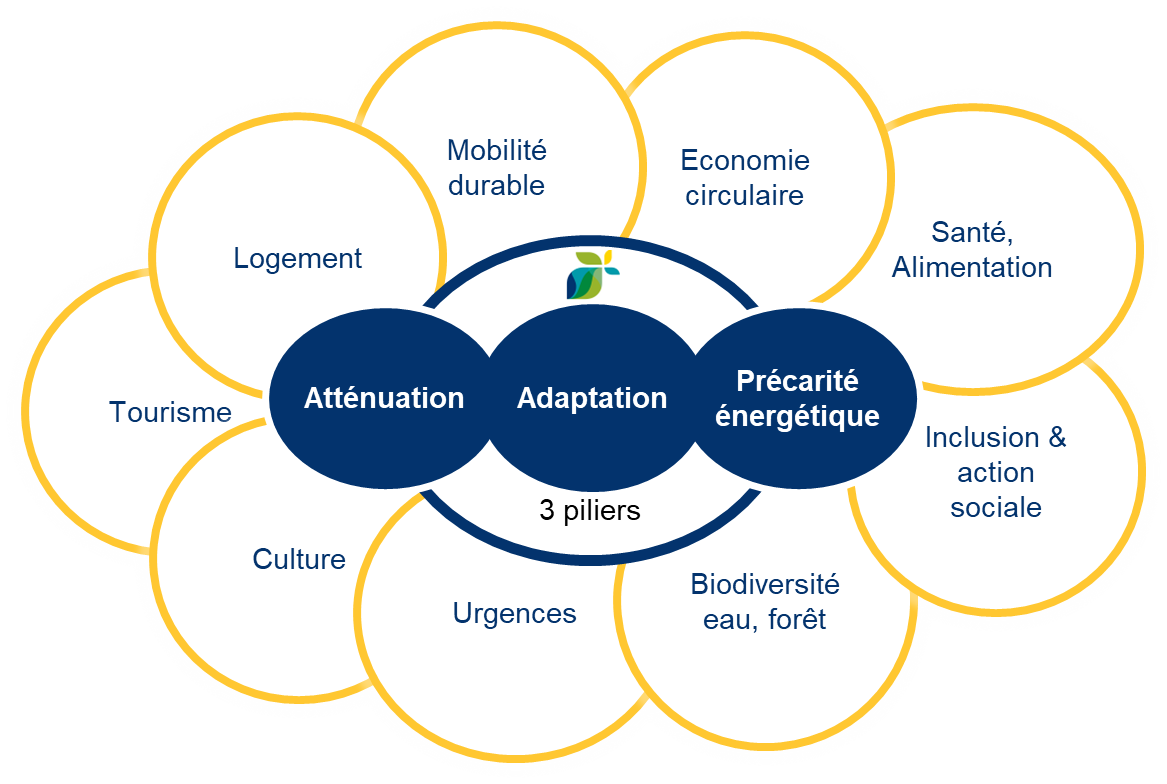 Mobilité
durable
Economie
circulaire
Santé,
Alimentation
Logement
Tourisme
Atténuation
Adaptation
Précarité
énergétique
3 piliers
Inclusion &
action
sociale
Culture
Urgences
Biodiversité
eau, forêt